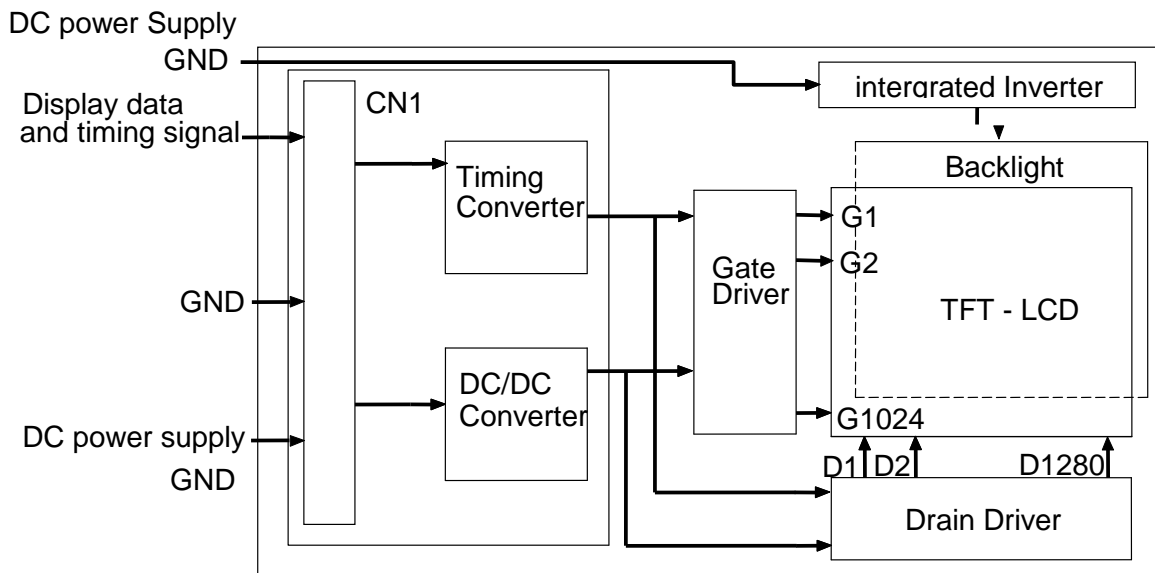 DC power Supply
GND
Display data
and timing signal
GND
DC power supply
GND
CN1
Timing
Converter
DC/DC
Converter
Gate
Driver
intergrated Inverter
Backlight
G1
G2
TFT - LCD
G1024
D1 D2 D1280
Drain Driver